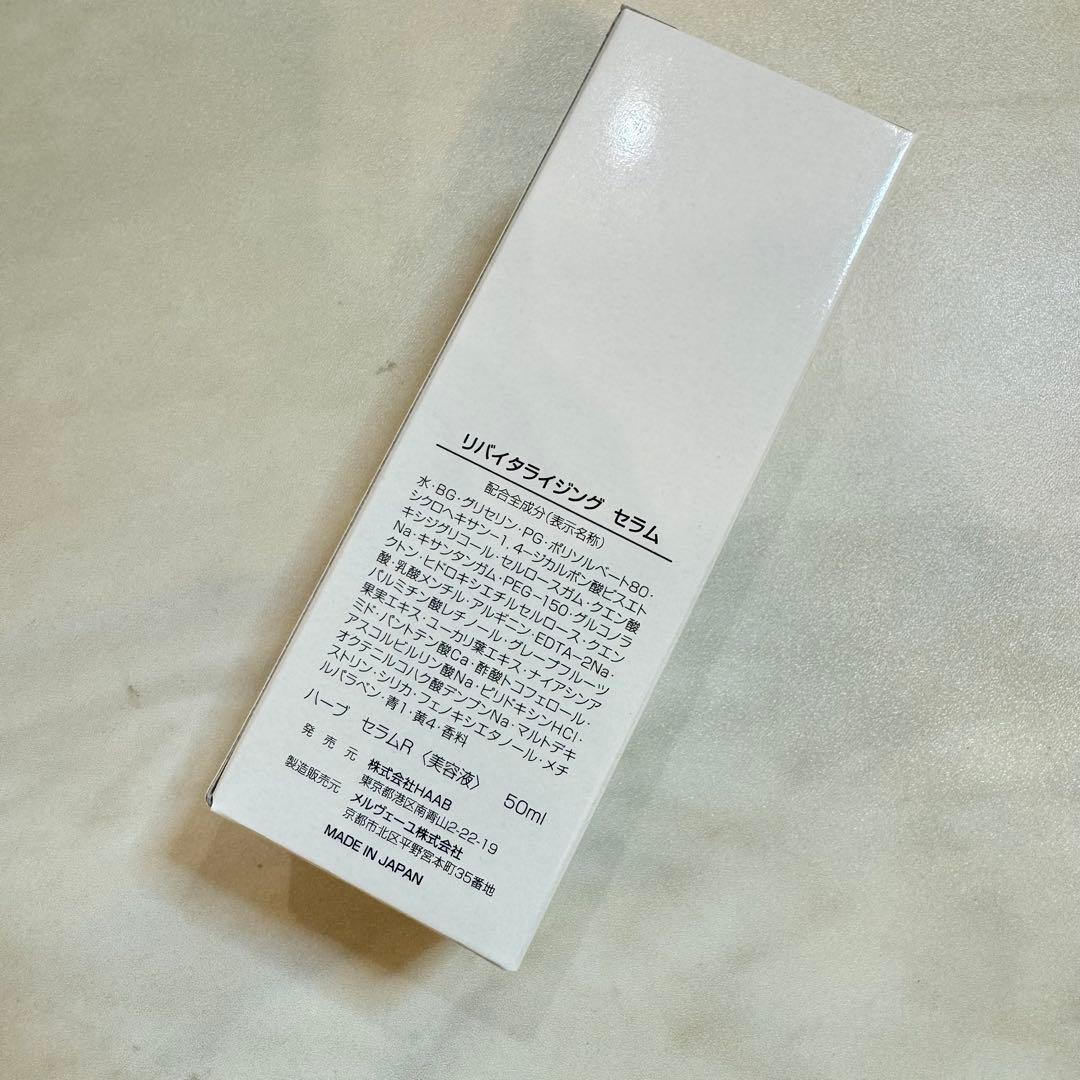 リバイタライジング セラム
配合全成分(表示名称)
水・BG・グリセリン・PG・ポリソルベート80・
シクロヘキサン-1, 4-ジカルボン酸ビスエト
キシジグリコール・セルロースガム・クエン酸
Na・キサンタンガム・PEG-150・グルコノラ
クトン・ヒドロキシエチルセルロース・クエン
酸・乳酸メンチル・アルギニン・EDTA-2Na・
パルミチン酸レチノール・グレープフルーツ
果実エキス・ユーカリ葉エキス・ナイアシンア
ミド・パントテン酸Ca・酢酸トコフェロール・
アスコルビルリン酸Na・ピリドキシンHCl・
オクテニルコハク酸デンプンNa・マルトデキ
ストリン・シリカ・フェノキシエタノール・メチ
ルパラベン・青1・黄4・香料
ハーブ セラムR〈美容液〉 50ml
発売元 株式会社HAAB
東京都港区南青山2-22-19
製造販売元 メルヴェーユ株式会社
京都市北区平野宮本町35番地
MADE IN JAPAN